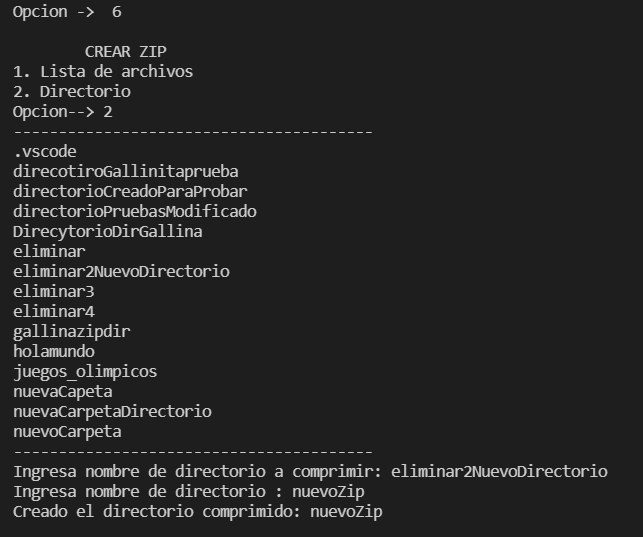 Opcion ->  6
CREAR ZIP
1. Lista de archivos
2. Directorio
Opcion--> 2
----------------------------------------
.vscode
direcotiroGallinitaprueba
directorioCreadoParaProbar
directorioPruebasModificado
DirecytorioDirGallina
eliminar
eliminar2NuevoDirectorio
eliminar3
eliminar4
gallinazipdir
holamundo
juegos_olimpicos
nuevaCapeta
nuevaCarpetaDirectorio
nuevoCarpeta
----------------------------------------
Ingresa nombre de directorio a comprimir: eliminar2NuevoDirectorio
Ingresa nombre de directorio : nuevoZip
Creado el directorio comprimido: nuevoZip